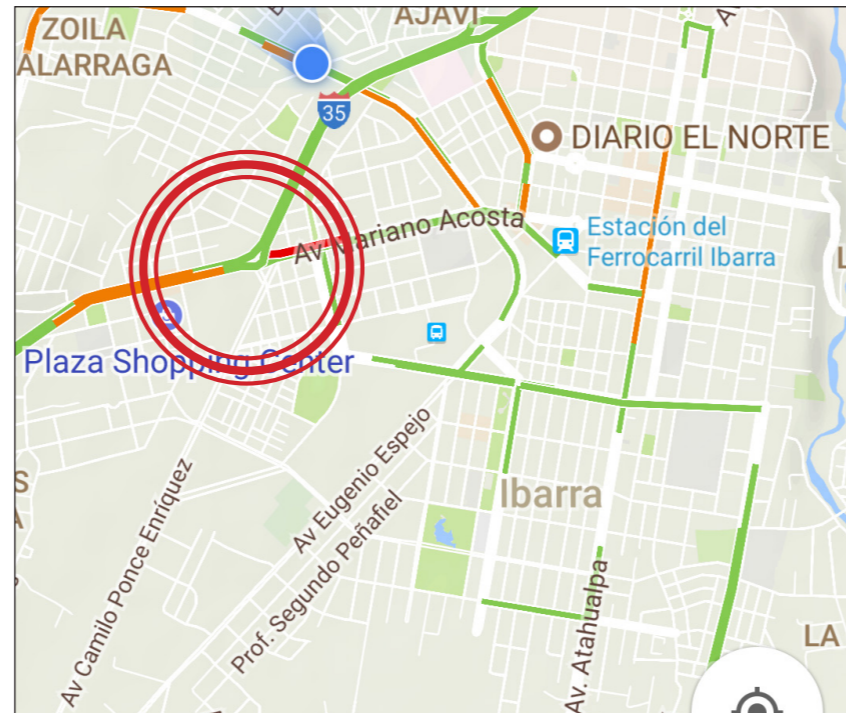 ZOILA
ALARRAGA
AJAVÍ
35
DIARIO EL NORTE
Av Mariano Acosta
Estación del
Ferrocarril Ibarra
Plaza Shopping Center
Av Eugenio Espejo
Ibarra
Av Camilo Ponce Enríquez
Prof. Segundo Peñafiel
Av. Atahualpa
LA